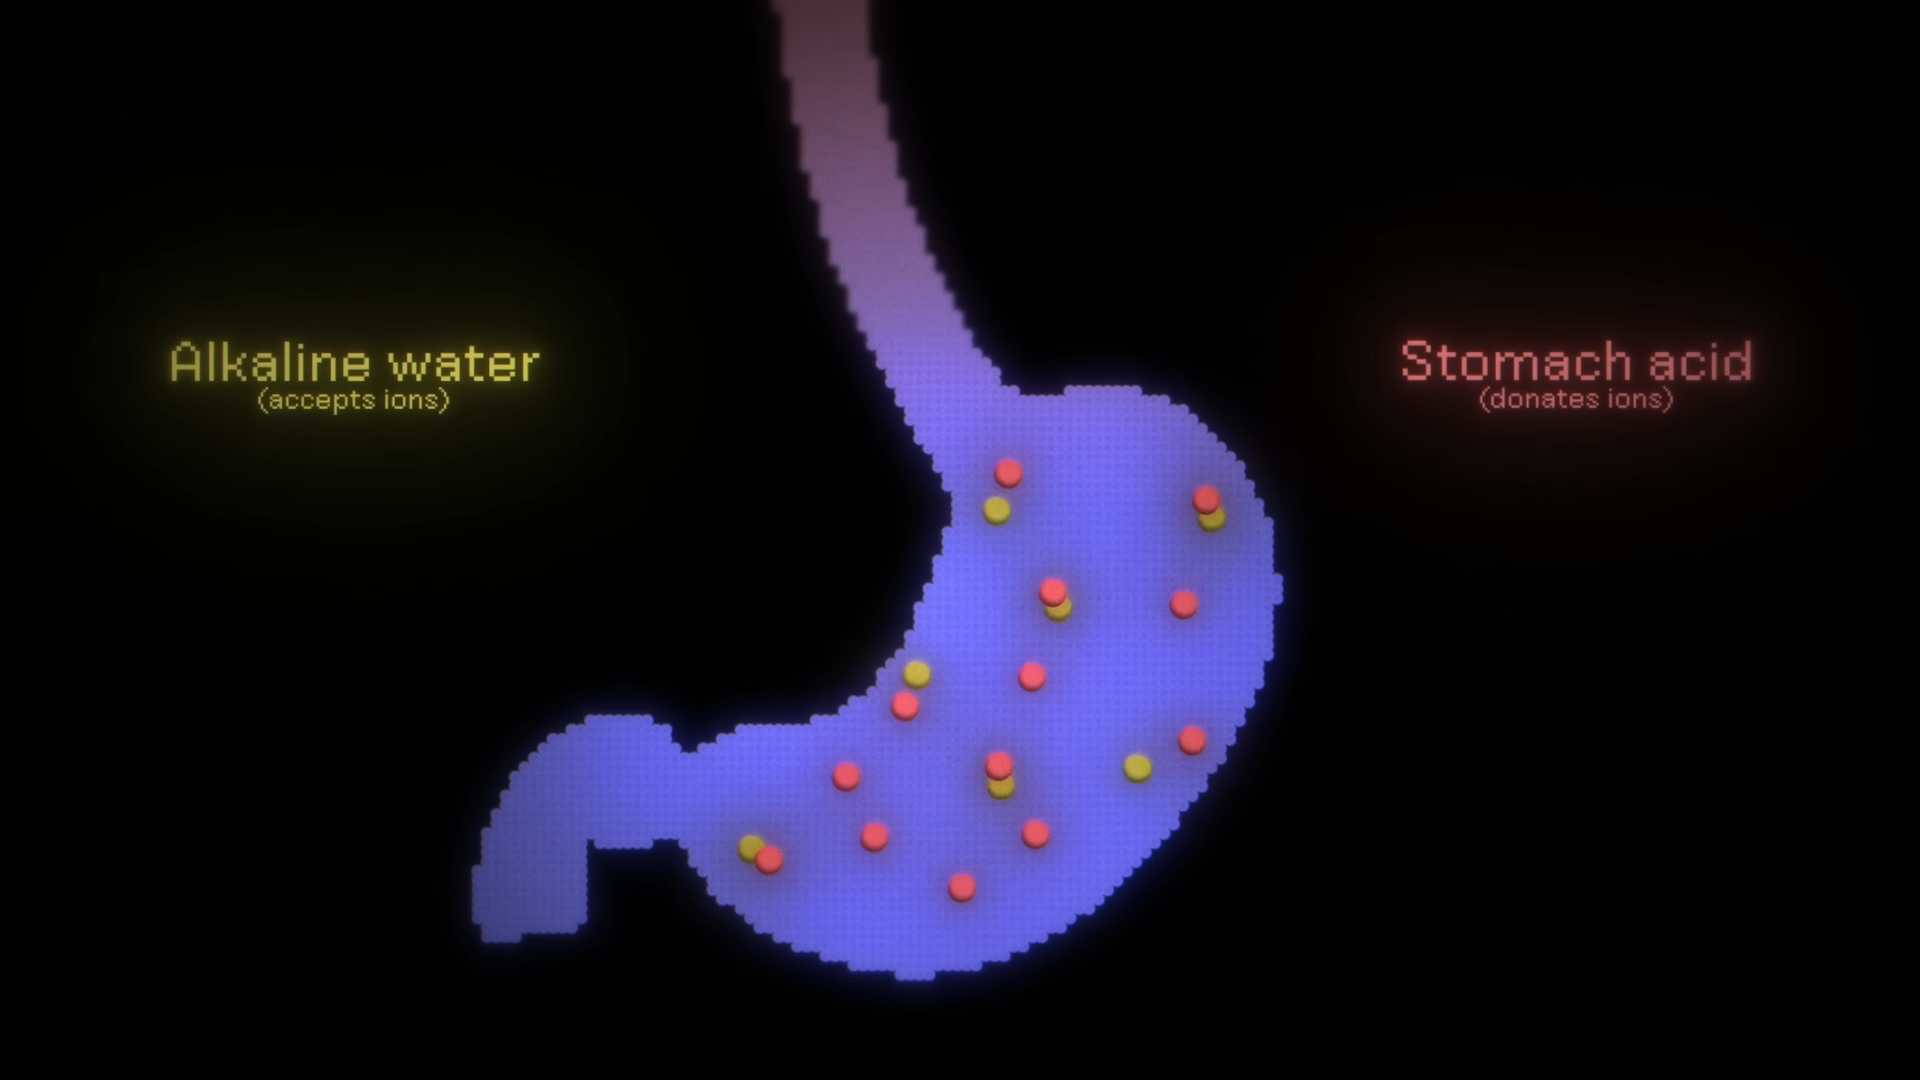 Alkaline water
(accepts ions)
Stomach acid
(donates ions)